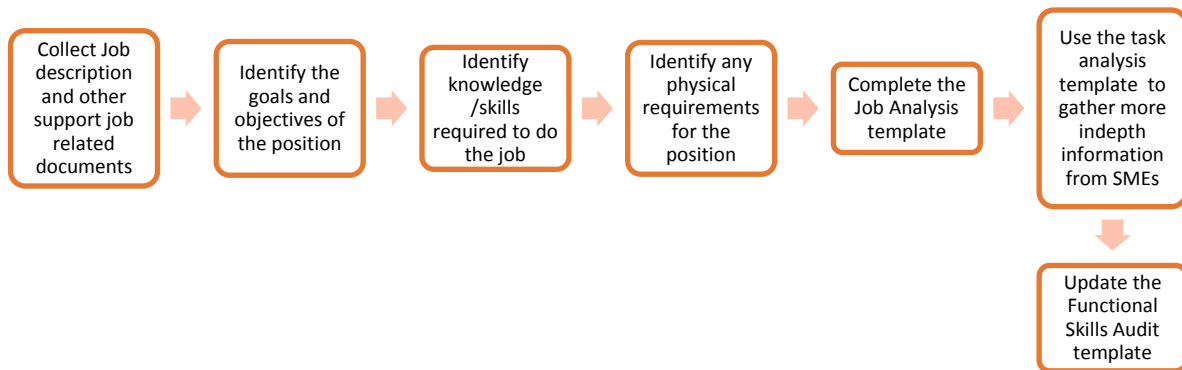 Collect Job
description
and other
support job
related
documents
Identify the
goals and
objectives of
the position
Identify
knowledge
/skills
required to do
the job
Identify any
physical
requirements
for the
position
Complete the
Job Analysis
template
Use the task
analysis
template to
gather more
indepth
information
from SMEs
Update the
Functional
Skills Audit
template